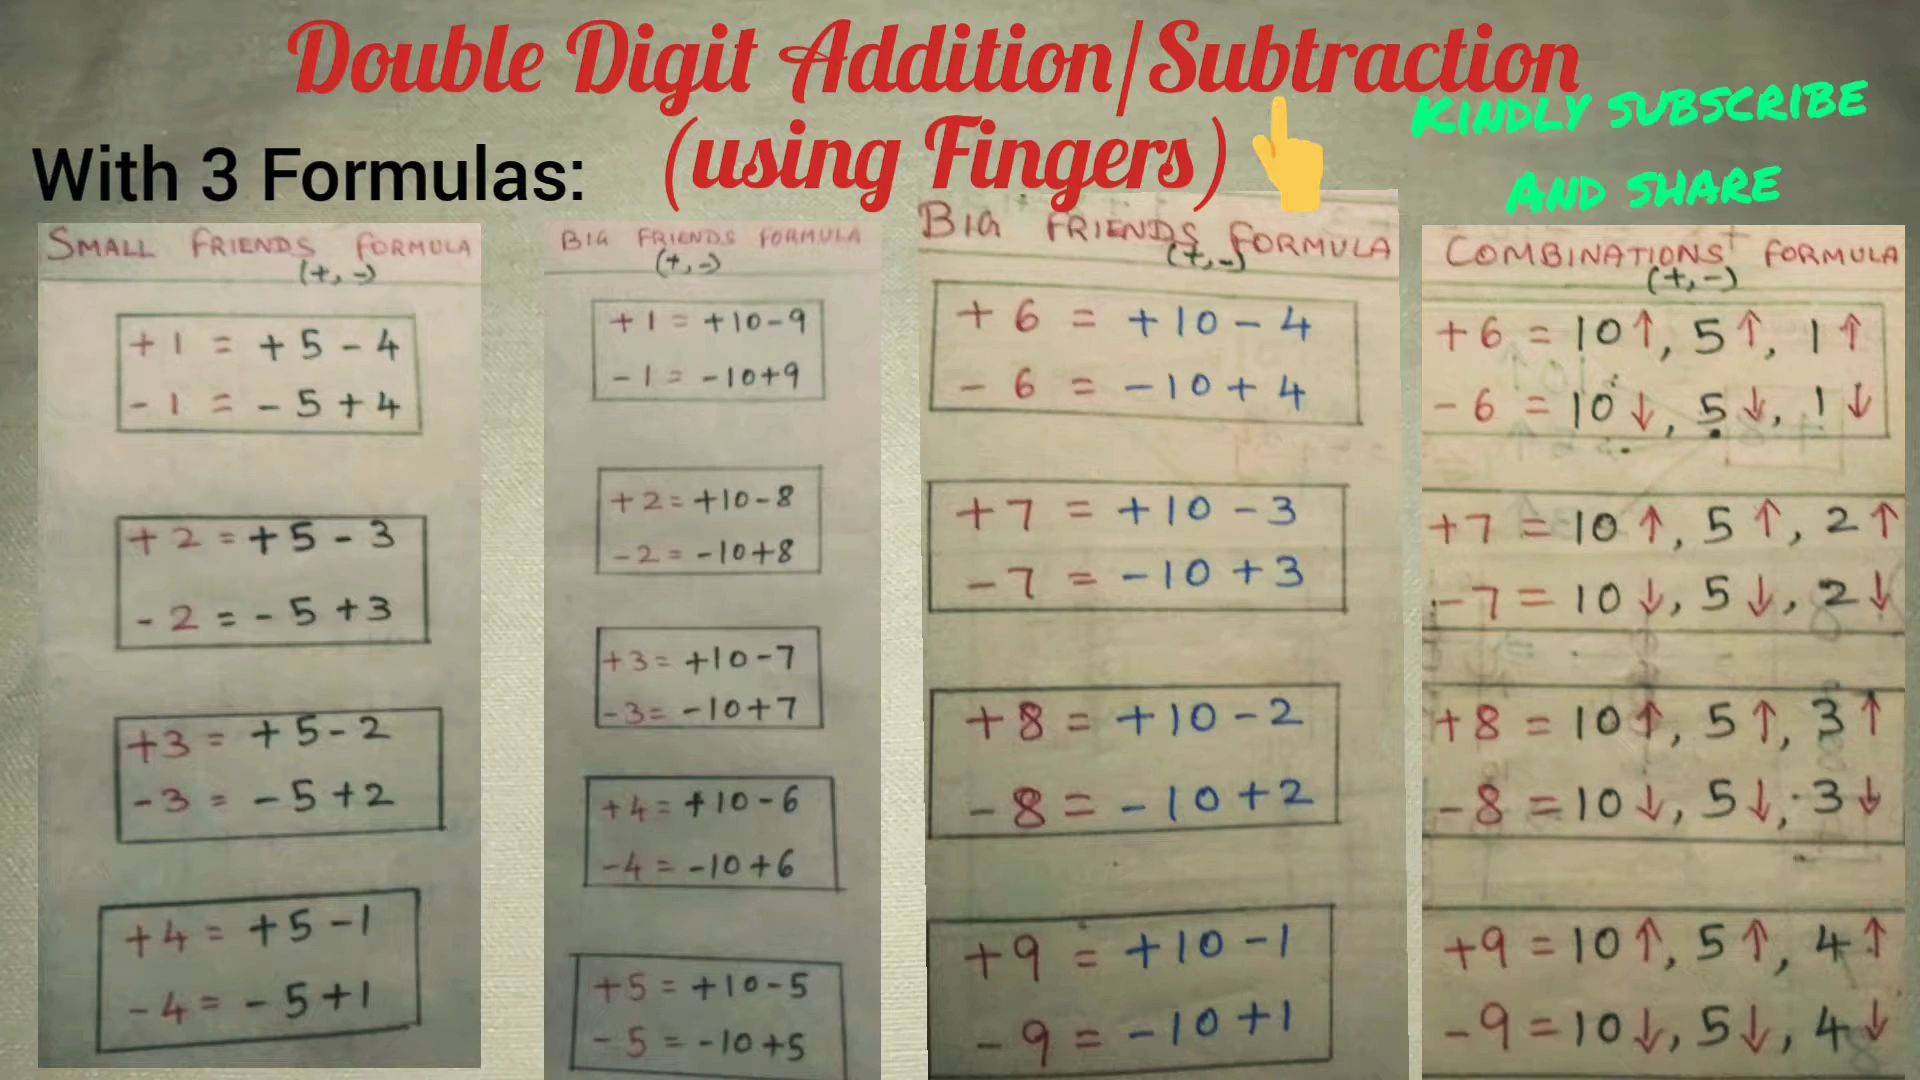 Double Digit Addition/Subtraction
(using Fingers)
KINDLY SUBSCRIBE
AND SHARE
With 3 Formulas:
SMALL FRIENDS FORMULA
(+, -)
+1 = +5-4
-1 = -5+4
+2 = +5-3
-2 = -5+3
+3 = +5-2
-3 = -5+2
+4 = +5-1
-4 = -5+1
BIG FRIENDS FORMULA
(+, -)
+1 = +10-9
-1 = -10+9
+2 = +10-8
-2 = -10+8
+3 = +10-7
-3 = -10+7
+4 = +10-6
-4 = -10+6
+5 = +10-5
-5 = -10+5
BIG FRIENDS FORMULA
(+, -)
+6 = +10-4
-6 = -10+4
+7 = +10-3
-7 = -10+3
+8 = +10-2
-8 = -10+2
+9 = +10-1
-9 = -10+1
COMBINATIONS FORMULA
(+, -)
+6 = 10↑, 5↑, 1↑
-6 = 10↓, 5↓, 1↓
+7 = 10↑, 5↑, 2↑
-7 = 10↓, 5↓, 2↓
+8 = 10↑, 5↑, 3↑
-8 = 10↓, 5↓, 3↓
+9 = 10↑, 5↑, 4↑
-9 = 10↓, 5↓, 4↓